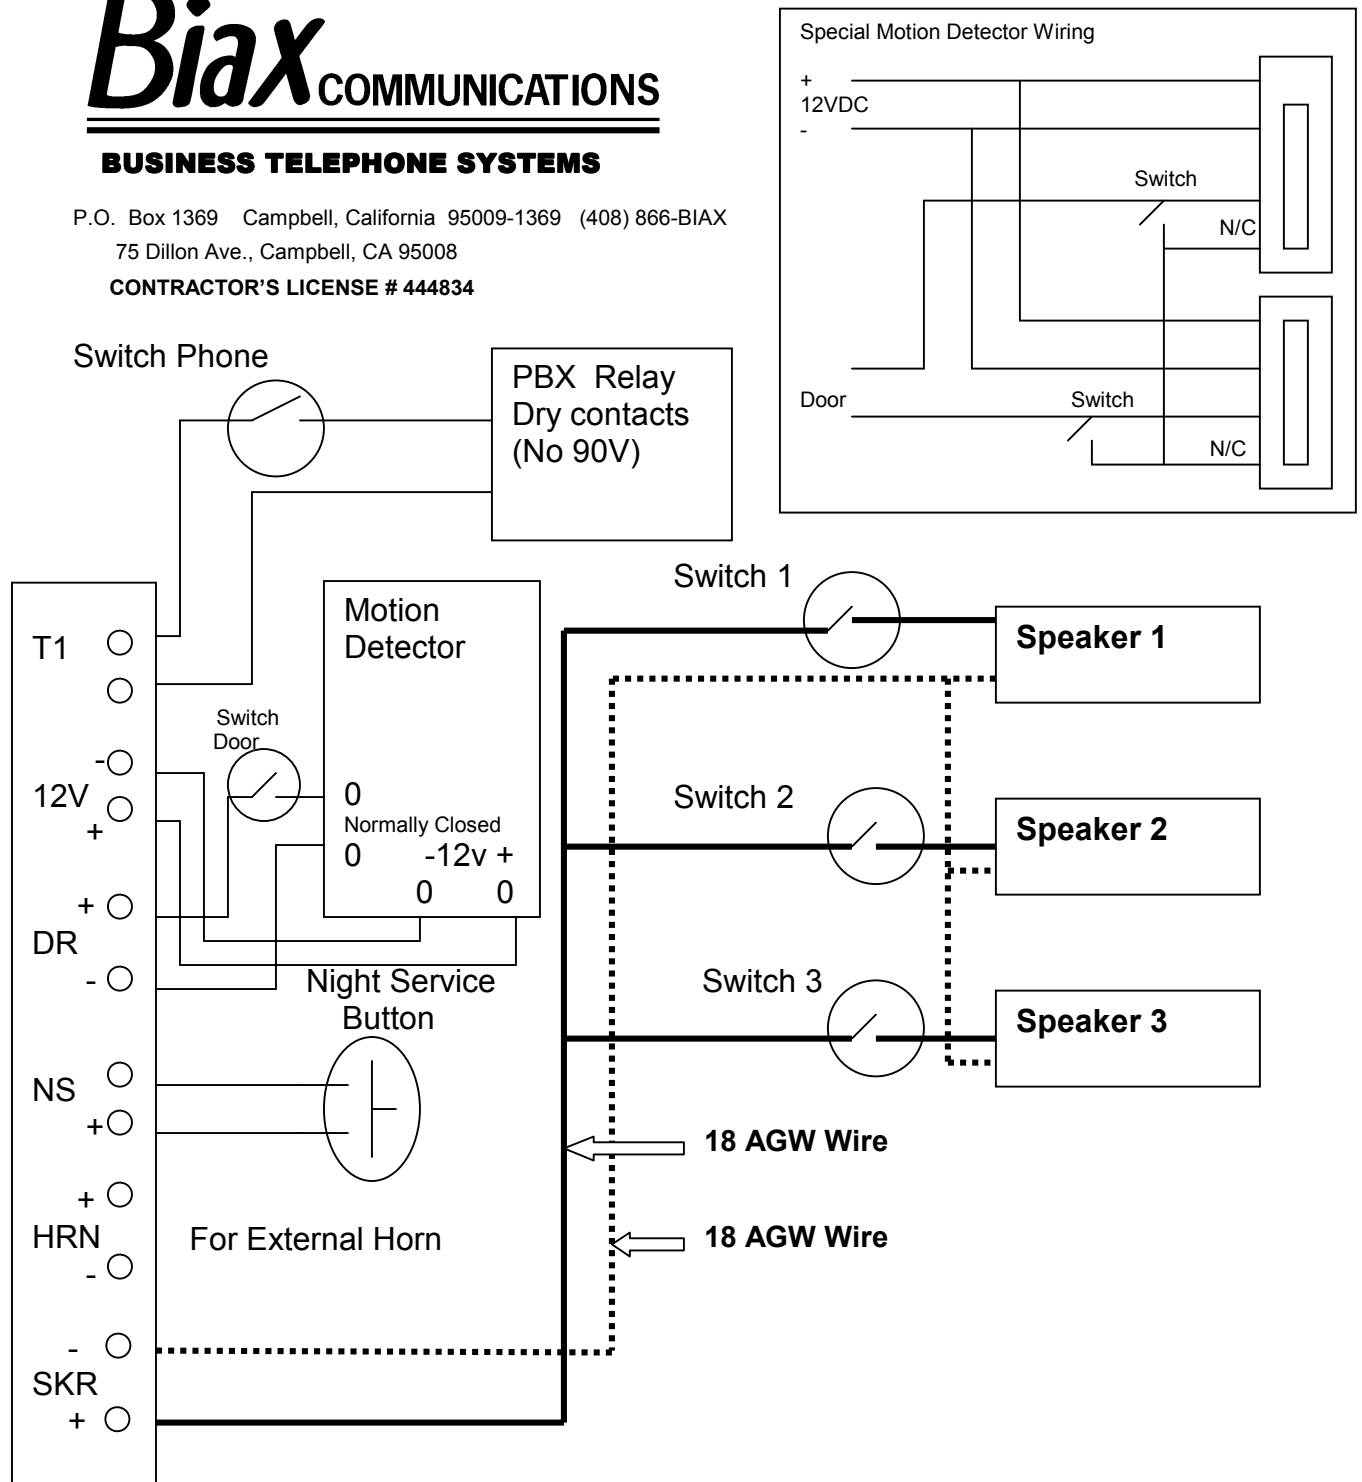 Biax COMMUNICATIONS
BUSINESS TELEPHONE SYSTEMS
P.O. Box 1369 Campbell, California 95009-1369 (408) 866-BIAX
75 Dillon Ave., Campbell, CA 95008
CONTRACTOR'S LICENSE # 444834
Special Motion Detector Wiring
+
12VDC
-
Switch
N/C
Door
Switch
N/C
Switch Phone
PBX Relay
Dry contacts
(No 90V)
T1
-
12V
+
+
DR
-
NS
+
+
HRN
-
-
SKR
+
Motion
Detector
Switch
Door
0
Normally Closed
0 -12v +
0 0
Night Service
Button
For External Horn
Switch 1
Speaker 1
Switch 2
Speaker 2
Switch 3
Speaker 3
18 AGW Wire
18 AGW Wire